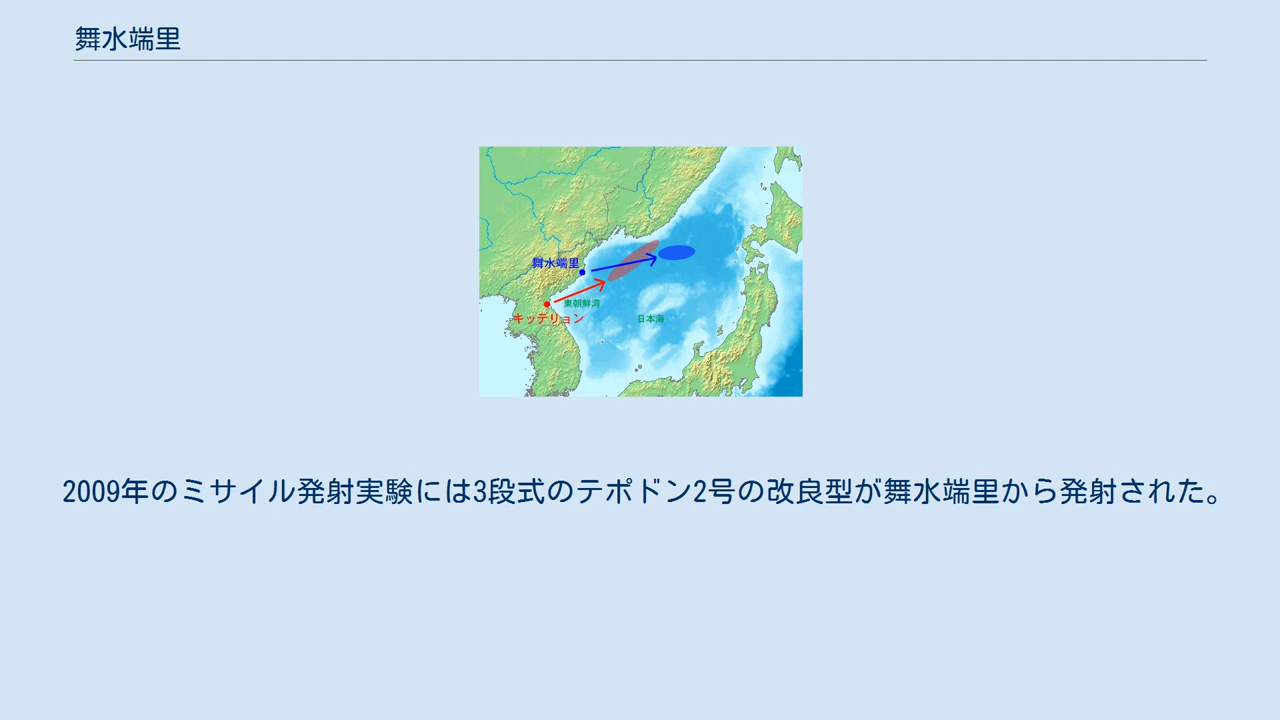 舞水端里
舞水端里
東朝鮮湾
キッテリョン
日本海
2009年のミサイル発射実験には3段式のテポドン2号の改良型が舞水端里から発射された。